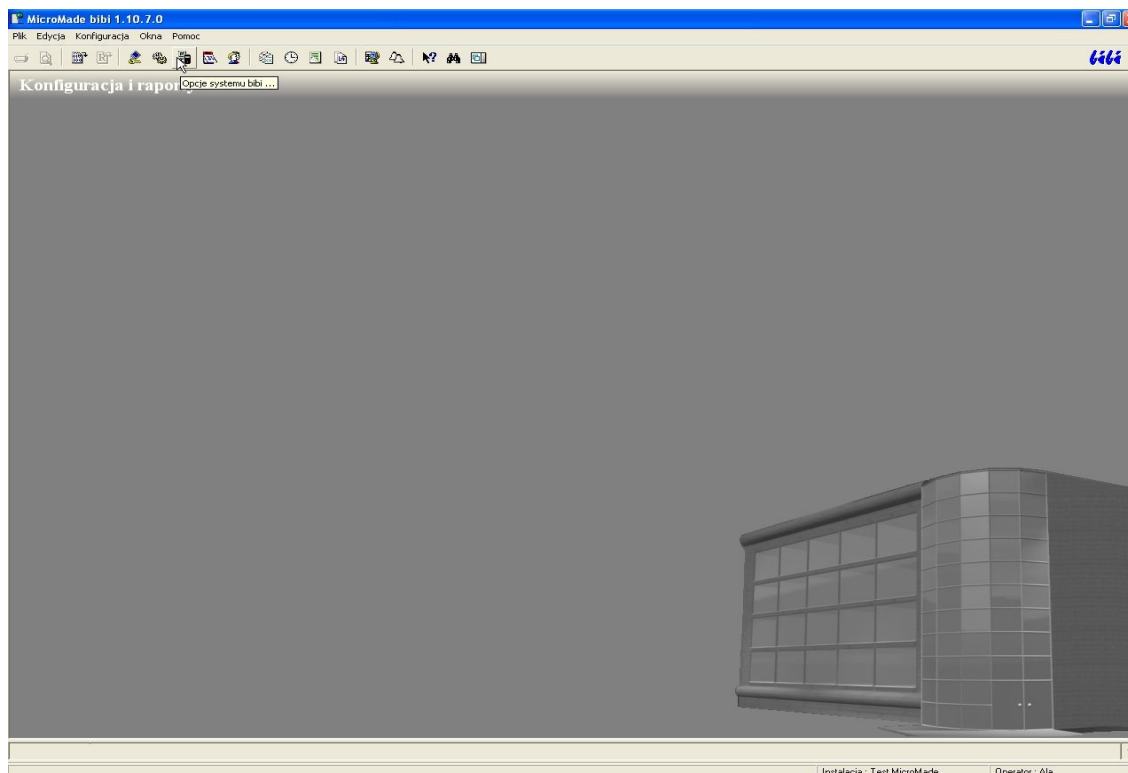 MicroMade bibi 1.10.7.0
Plik Edycja Konfiguracja Okna Pomoc
bibi
Opcje systemu bibi ...
Konfiguracja i raporty
Instalacja : Test MicroMade Operator : Ala